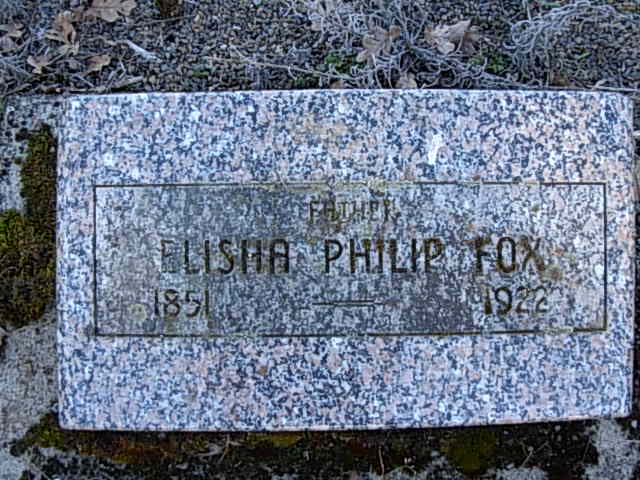 FATHER
ELISHA PHILIP FOX
1851 — 1922